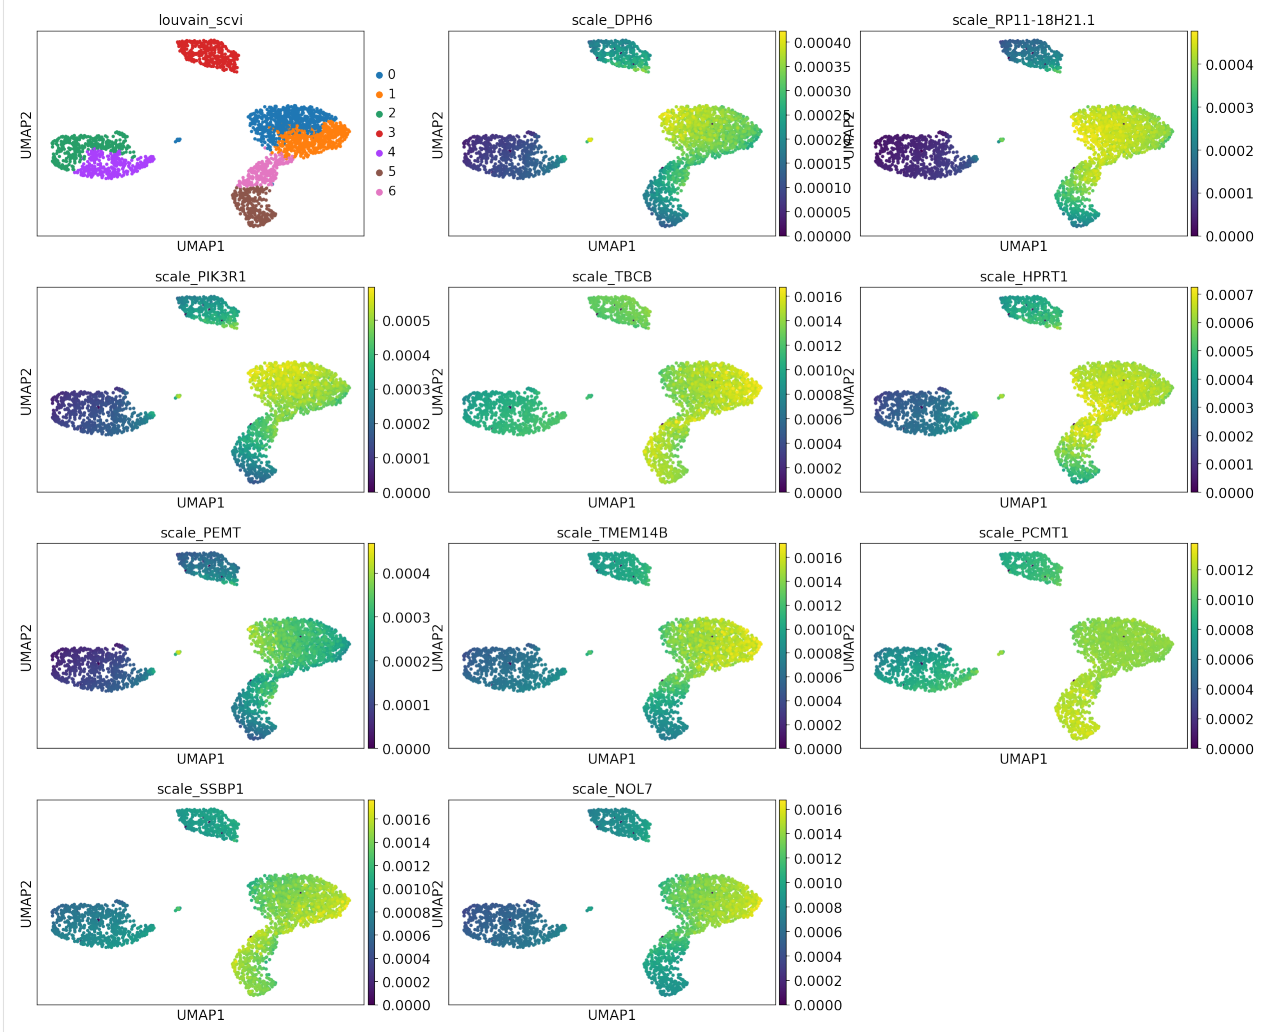 louvain_scvi
0
1
2
3
4
5
6
UMAP2
UMAP1
scale_DPH6
0.00040
0.00035
0.00030
0.00025
0.00020
0.00015
0.00010
0.00005
0.00000
UMAP2
UMAP1
scale_RP11-18H21.1
0.0004
0.0003
0.0002
0.0001
0.0000
UMAP2
UMAP1
scale_PIK3R1
0.0005
0.0004
0.0003
0.0002
0.0001
0.0000
UMAP2
UMAP1
scale_TBCB
0.0016
0.0014
0.0012
0.0010
0.0008
0.0006
0.0004
0.0002
0.0000
UMAP2
UMAP1
scale_HPRT1
0.0007
0.0006
0.0005
0.0004
0.0003
0.0002
0.0001
0.0000
UMAP2
UMAP1
scale_PEMT
0.0004
0.0003
0.0002
0.0001
0.0000
UMAP2
UMAP1
scale_TMEM14B
0.0016
0.0014
0.0012
0.0010
0.0008
0.0006
0.0004
0.0002
0.0000
UMAP2
UMAP1
scale_PCMT1
0.0012
0.0010
0.0008
0.0006
0.0004
0.0002
0.0000
UMAP2
UMAP1
scale_SSBP1
0.0016
0.0014
0.0012
0.0010
0.0008
0.0006
0.0004
0.0002
0.0000
UMAP2
UMAP1
scale_NOL7
0.0016
0.0014
0.0012
0.0010
0.0008
0.0006
0.0004
0.0002
0.0000
UMAP2
UMAP1